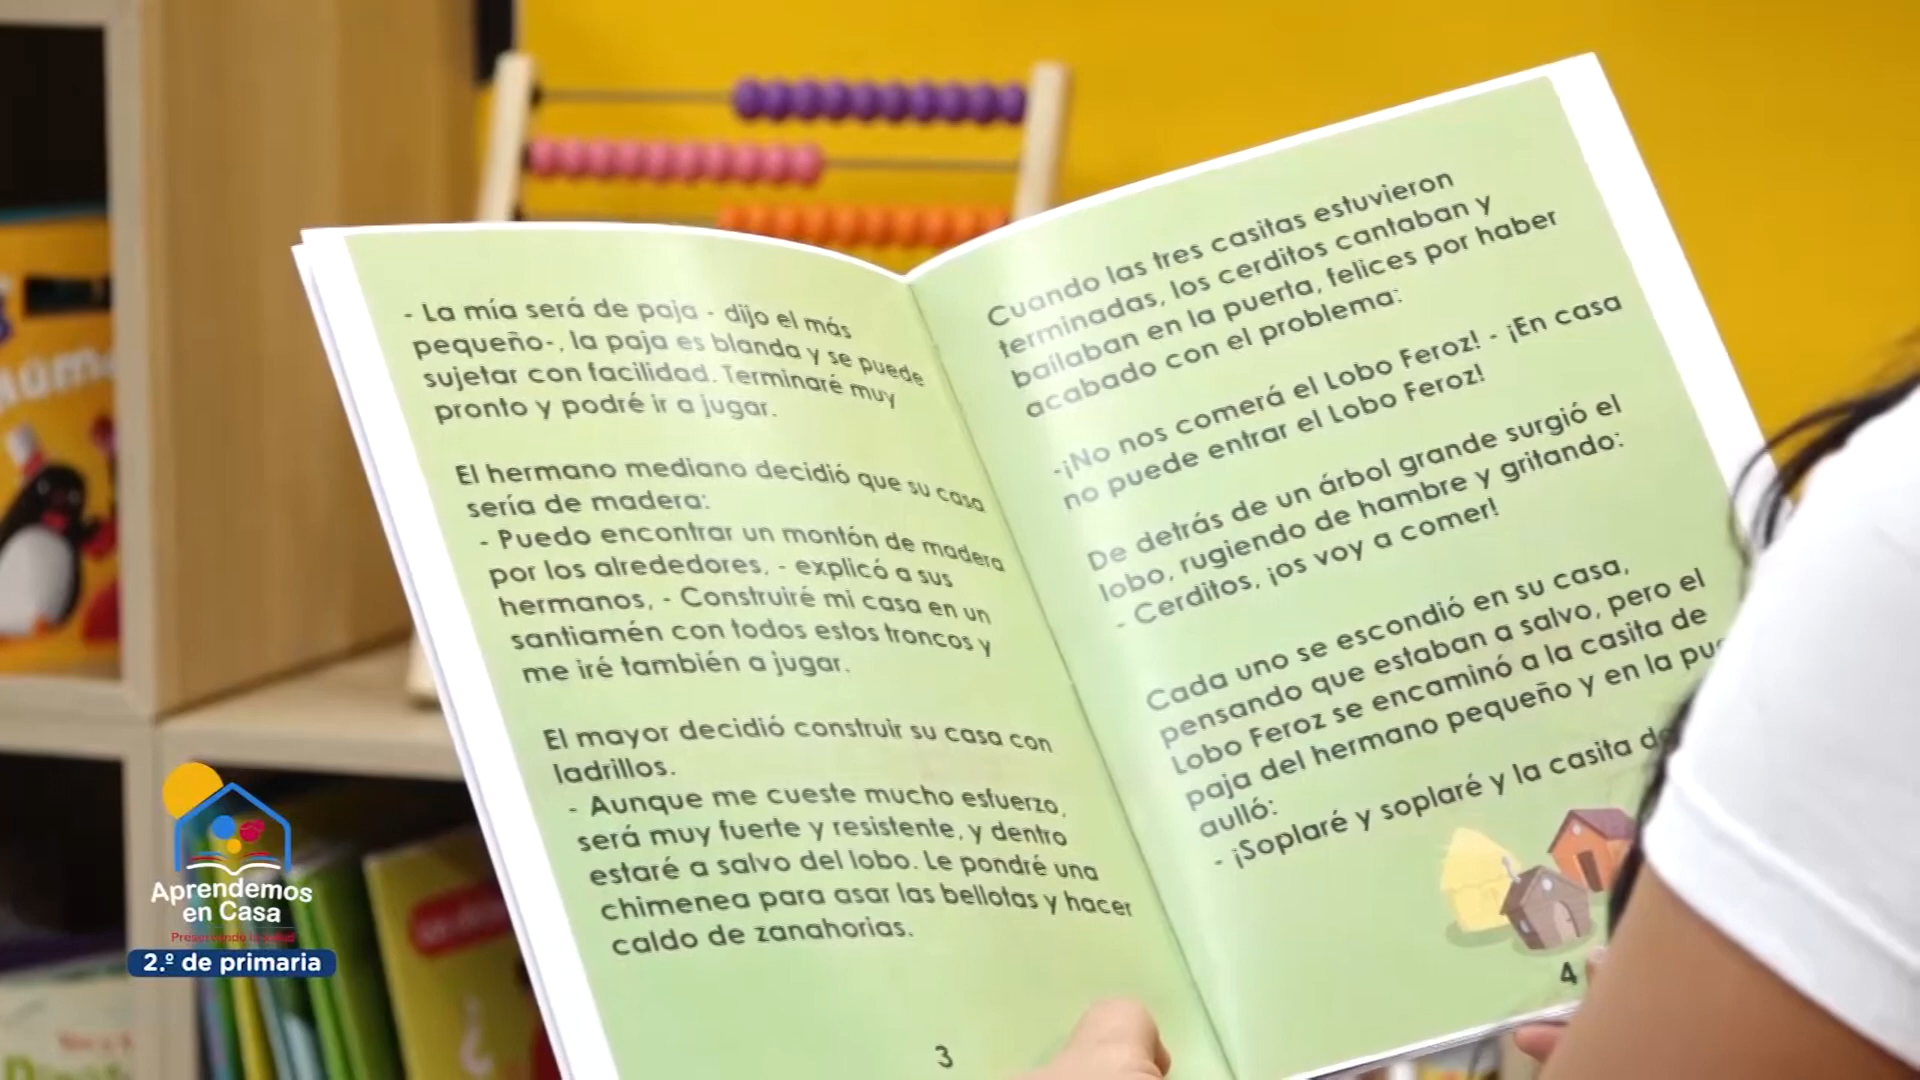 - La mía será de paja - dijo el más
pequeño-, la paja es blanda y se puede
sujetar con facilidad. Terminaré muy
pronto y podré ir a jugar.
El hermano mediano decidió que su casa
sería de madera:
- Puedo encontrar un montón de madera
por los alrededores, - explicó a sus
hermanos, - Construiré mi casa en un
santiamén con todos estos troncos y
me iré también a jugar.
El mayor decidió construir su casa con
ladrillos.
- Aunque me cueste mucho esfuerzo,
será muy fuerte y resistente, y dentro
estaré a salvo del lobo. Le pondré una
chimenea para asar las bellotas y hacer
caldo de zanahorias.
3
Cuando las tres casitas estuvieron
terminadas, los cerditos cantaban y
bailaban en la puerta, felices por haber
acabado con el problema:
-¡No nos comerá el Lobo Feroz! - ¡En casa
no puede entrar el Lobo Feroz!
De detrás de un árbol grande surgió el
lobo, rugiendo de hambre y gritando:
- Cerditos, ¡os voy a comer!
Cada uno se escondió en su casa,
pensando que estaban a salvo, pero el
Lobo Feroz se encaminó a la casita de
paja del hermano pequeño y en la
aulló:
- ¡Soplaré y soplaré y la casita
4
Aprendemos
en Casa
Preservando la salud
2.º de primaria